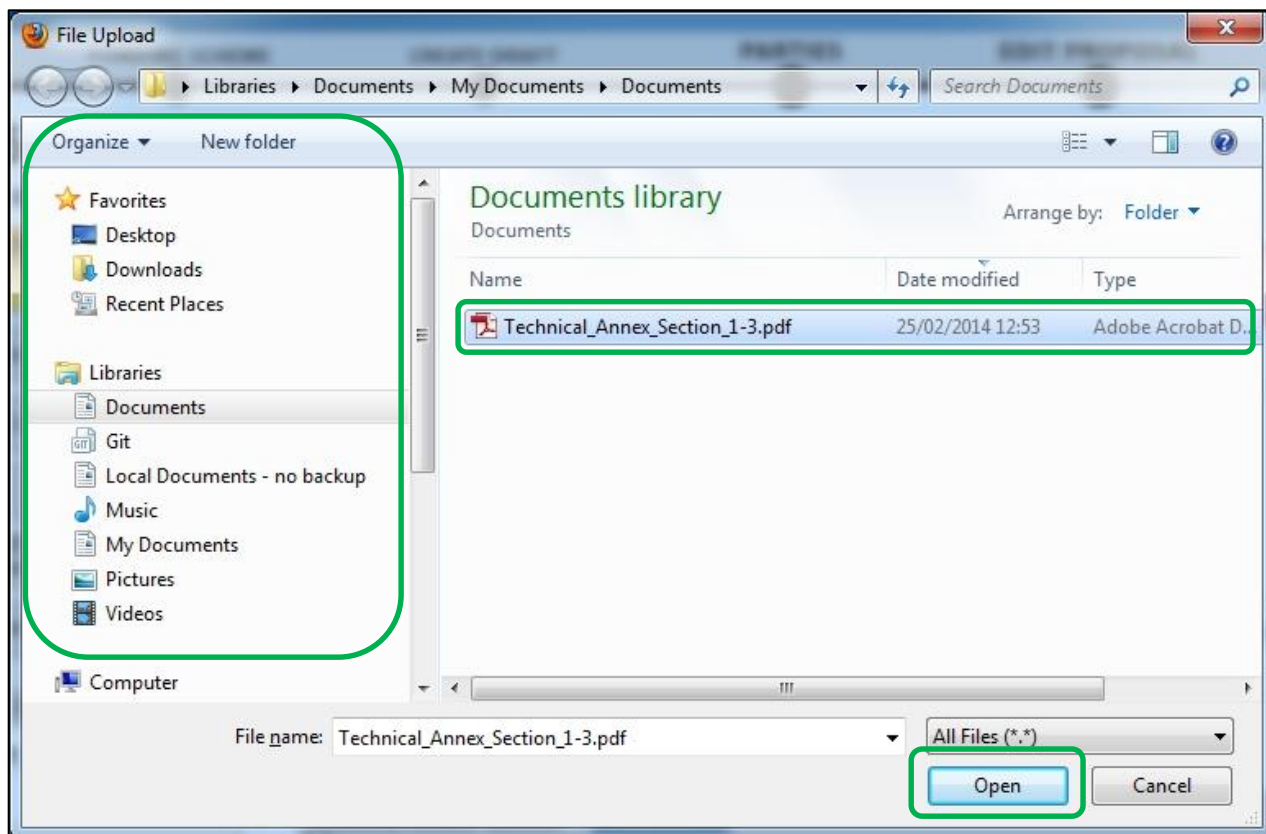 File Upload
Libraries Documents My Documents Documents
Search Documents
Organize New folder
Favorites
Desktop
Downloads
Recent Places
Libraries
Documents
Git
Local Documents - no backup
Music
My Documents
Pictures
Videos
Computer
Documents library
Documents
Arrange by: Folder
Name Date modified Type
Technical_Annex_Section_1-3.pdf 25/02/2014 12:53 Adobe Acrobat D...
File name: Technical_Annex_Section_1-3.pdf
All Files (*.*)
Open Cancel